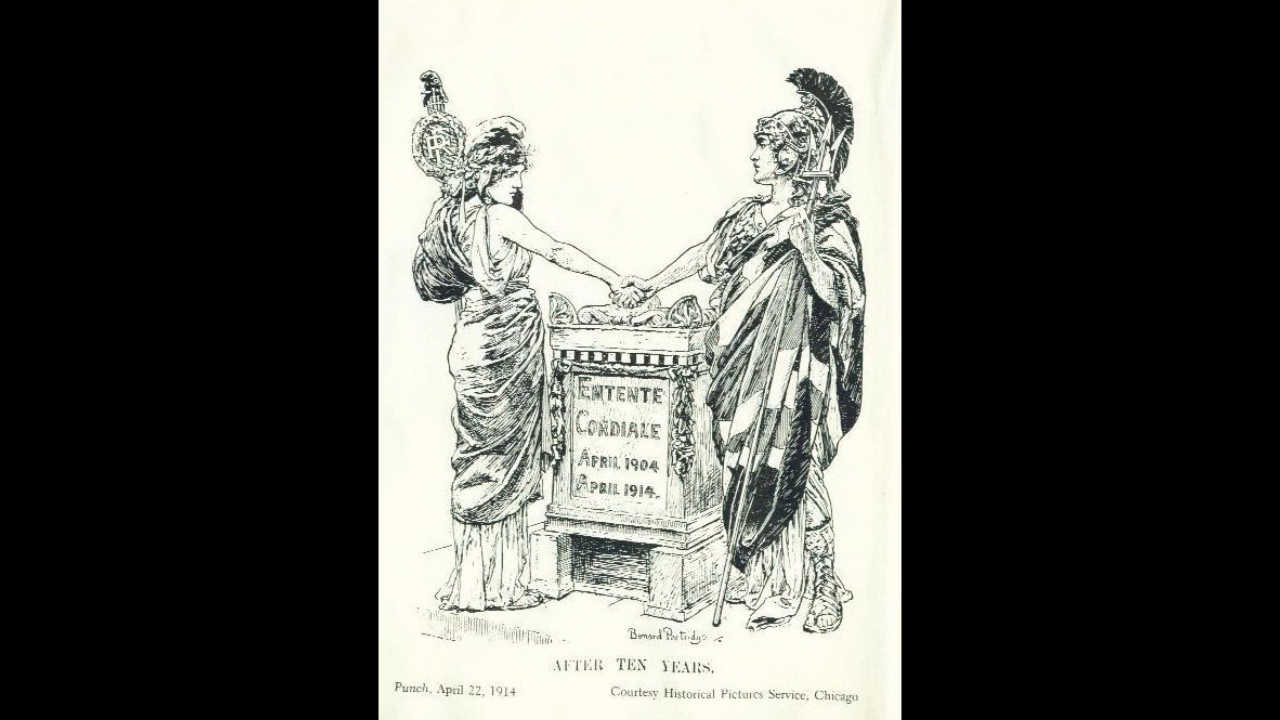 RF
ENTENTE
CORDIALE
APRIL 1904
APRIL 1914.
Bernard Partridge
AFTER TEN YEARS.
Punch, April 22, 1914
Courtesy Historical Pictures Service, Chicago